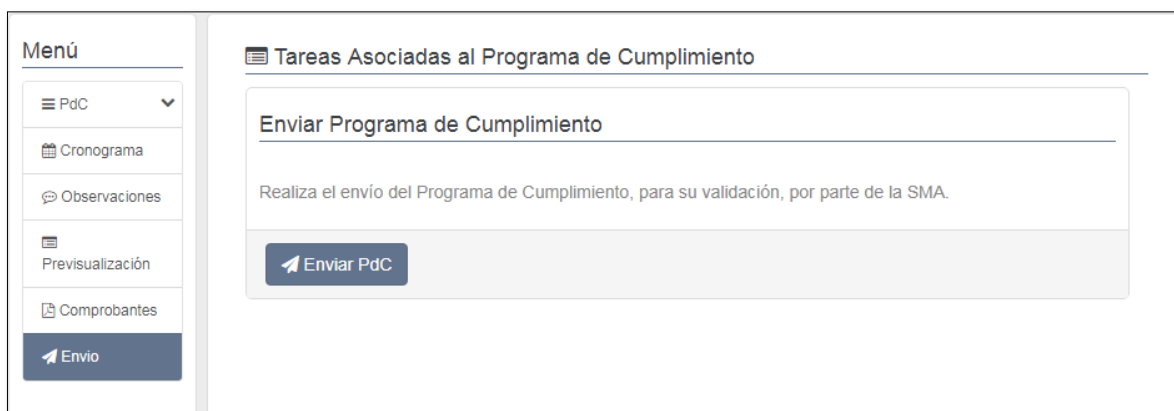 Menú
PdC
Cronograma
Observaciones
Previsualización
Comprobantes
Envio
Tareas Asociadas al Programa de Cumplimiento
Enviar Programa de Cumplimiento
Realiza el envío del Programa de Cumplimiento, para su validación, por parte de la SMA.
Enviar PdC